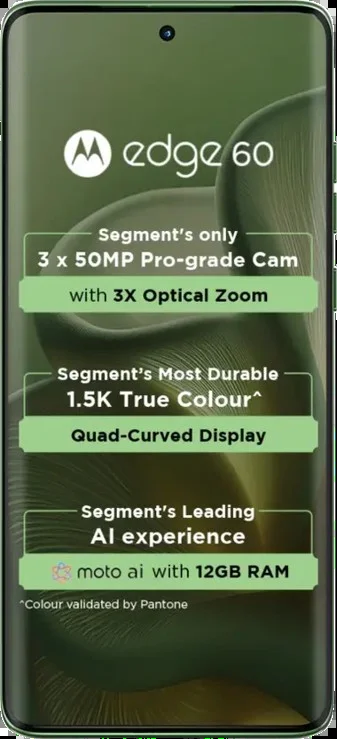 edge 60
Segment's only
3 x 50MP Pro-grade Cam
with 3X Optical Zoom
Segment's Most Durable
1.5K True Colour^
Quad-Curved Display
Segment's Leading
AI experience
moto ai with 12GB RAM
^Colour validated by Pantone